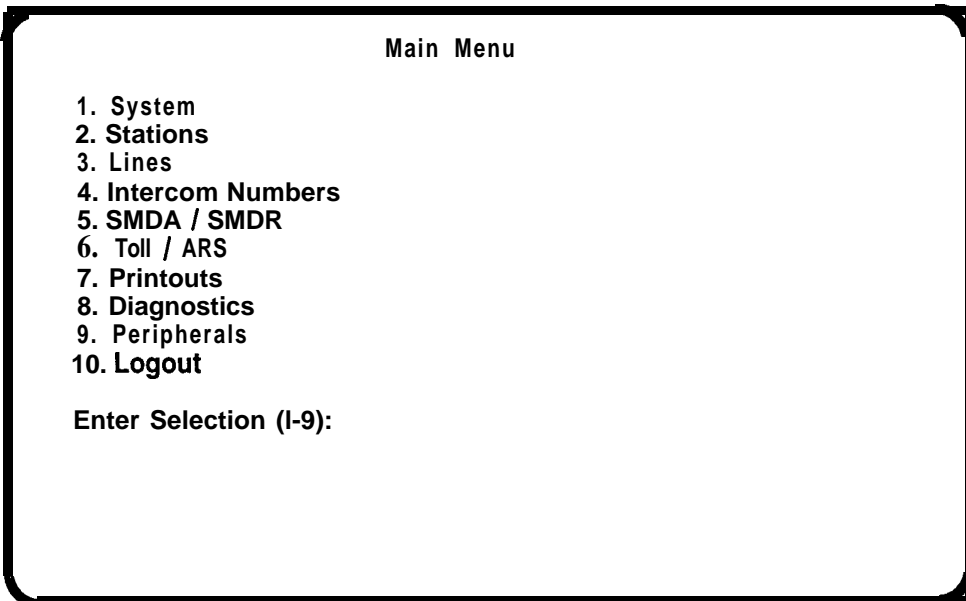 Main Menu
1. System
2. Stations
3. Lines
4. Intercom Numbers
5. SMDA / SMDR
6. Toll / ARS
7. Printouts
8. Diagnostics
9. Peripherals
10. Logout
Enter Selection (I-9):